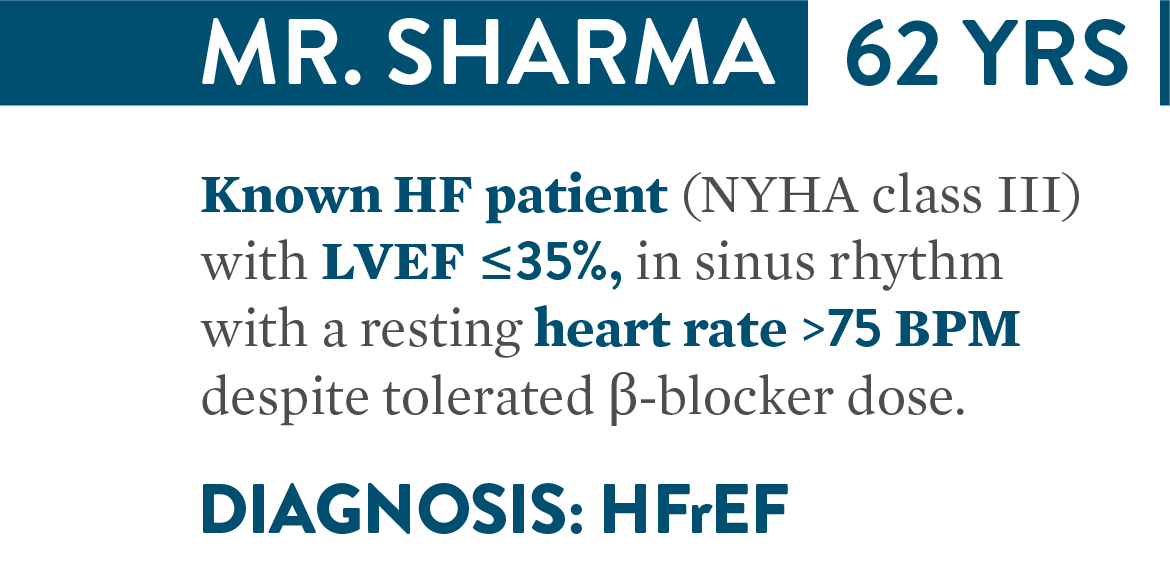 MR. SHARMA 62 YRS
Known HF patient (NYHA class III)
with LVEF ≤35%, in sinus rhythm
with a resting heart rate >75 BPM
despite tolerated β-blocker dose.
DIAGNOSIS: HFrEF